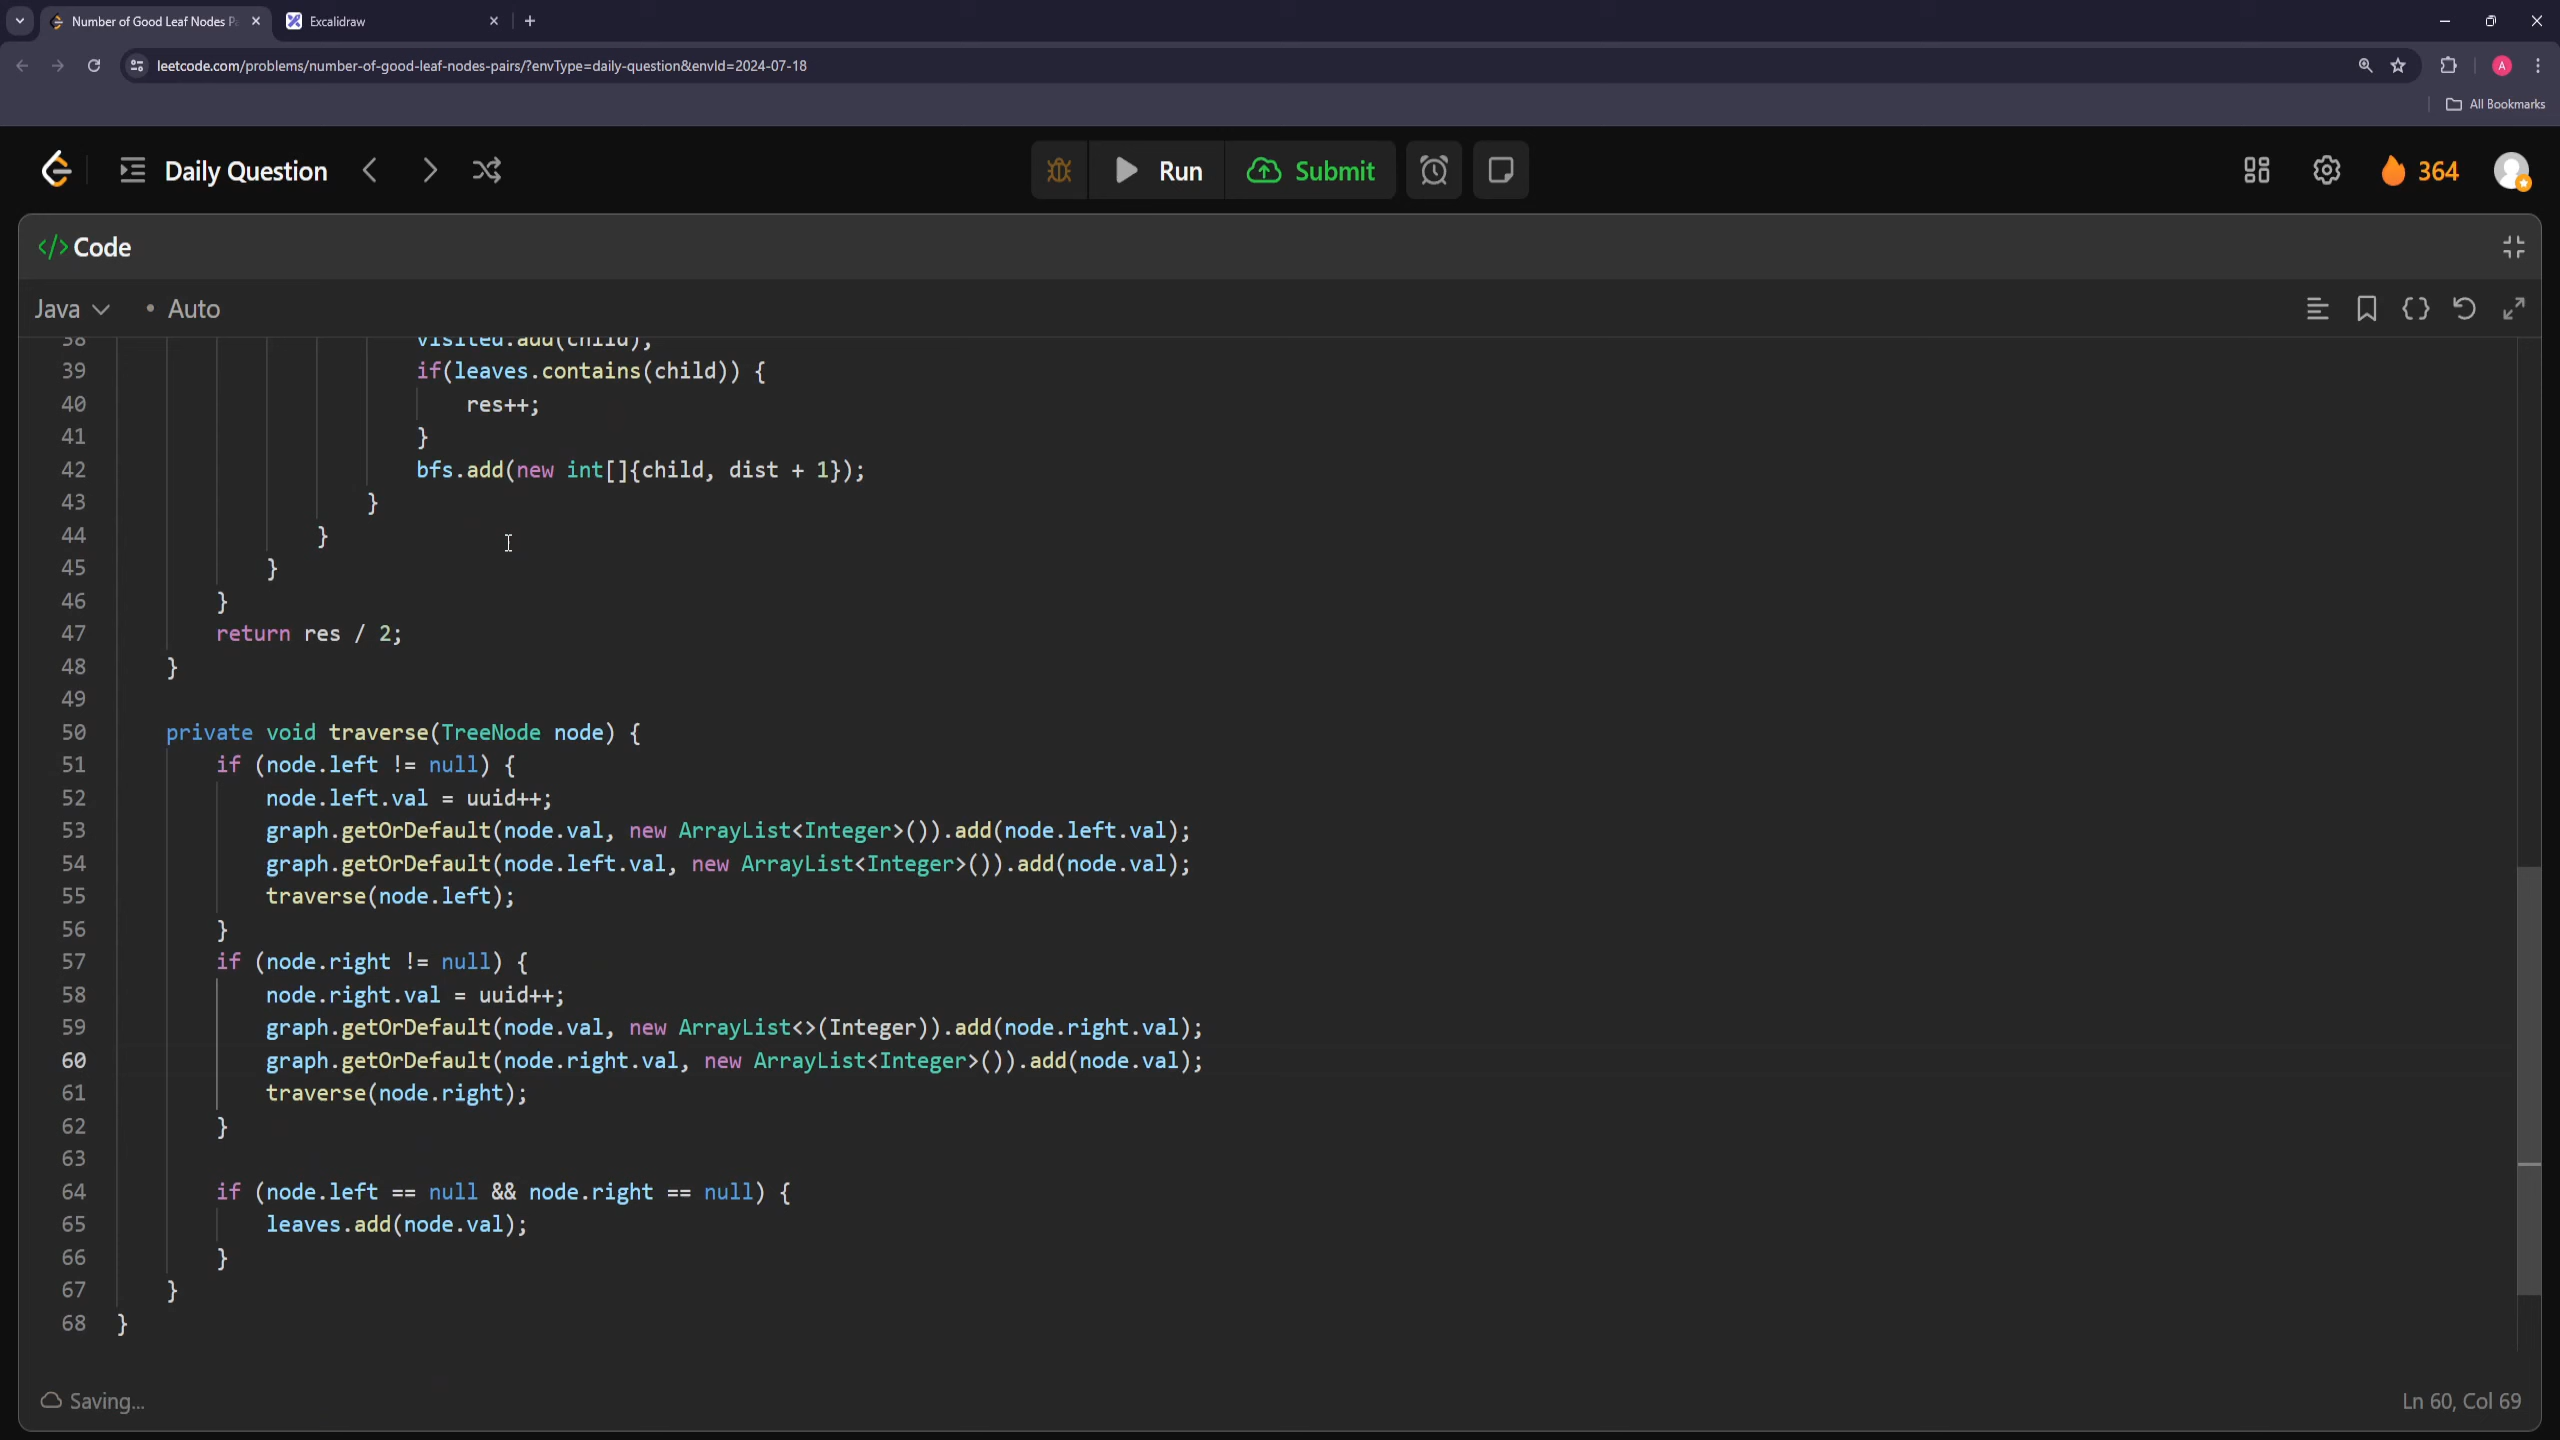 Number of Good Leaf Nodes P
Excalidraw
leetcode.com/problems/number-of-good-leaf-nodes-pairs/?envType=daily-question&envId=2024-07-18
A
All Bookmarks
Daily Question
Run
Submit
364
</> Code
Java
• Auto
38 visited.add(child);
39 if(leaves.contains(child)) {
40 res++;
41 }
42 bfs.add(new int[]{child, dist + 1});
43 }
44 }
45 }
46 }
47 return res / 2;
48 }
49
50 private void traverse(TreeNode node) {
51 if (node.left != null) {
52 node.left.val = uuid++;
53 graph.getOrDefault(node.val, new ArrayList<Integer>()).add(node.left.val);
54 graph.getOrDefault(node.left.val, new ArrayList<Integer>()).add(node.val);
55 traverse(node.left);
56 }
57 if (node.right != null) {
58 node.right.val = uuid++;
59 graph.getOrDefault(node.val, new ArrayList<>(Integer)).add(node.right.val);
60 graph.getOrDefault(node.right.val, new ArrayList<Integer>()).add(node.val);
61 traverse(node.right);
62 }
63
64 if (node.left == null && node.right == null) {
65 leaves.add(node.val);
66 }
67 }
68 }
Saving...
Ln 60, Col 69